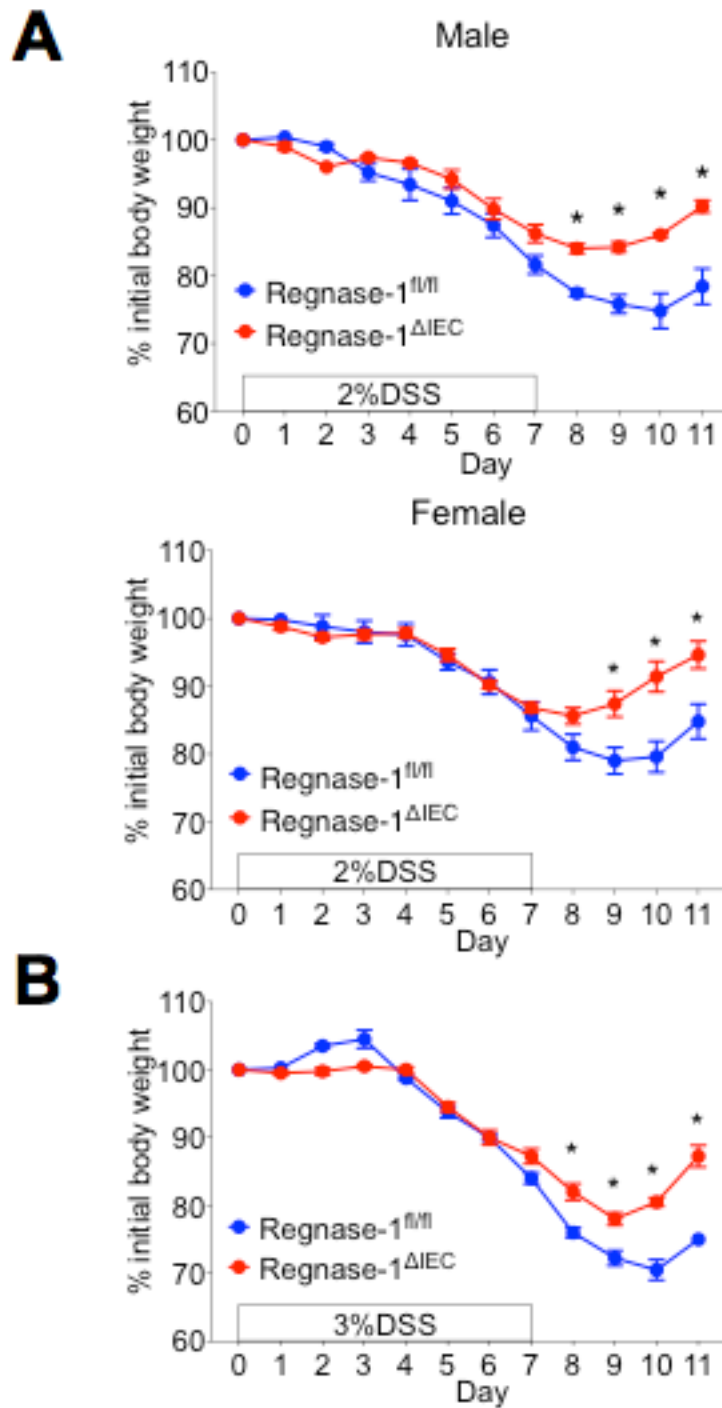 A
Male
110
100
90
80
70
60
% initial body weight
* * * *
Regnase-1fl/fl
Regnase-1ΔIEC
2%DSS
0 1 2 3 4 5 6 7 8 9 10 11
Day
Female
110
100
90
80
70
60
% initial body weight
* * *
Regnase-1fl/fl
Regnase-1ΔIEC
2%DSS
0 1 2 3 4 5 6 7 8 9 10 11
Day
B
110
100
90
80
70
60
% initial body weight
* * * *
Regnase-1fl/fl
Regnase-1ΔIEC
3%DSS
0 1 2 3 4 5 6 7 8 9 10 11
Day